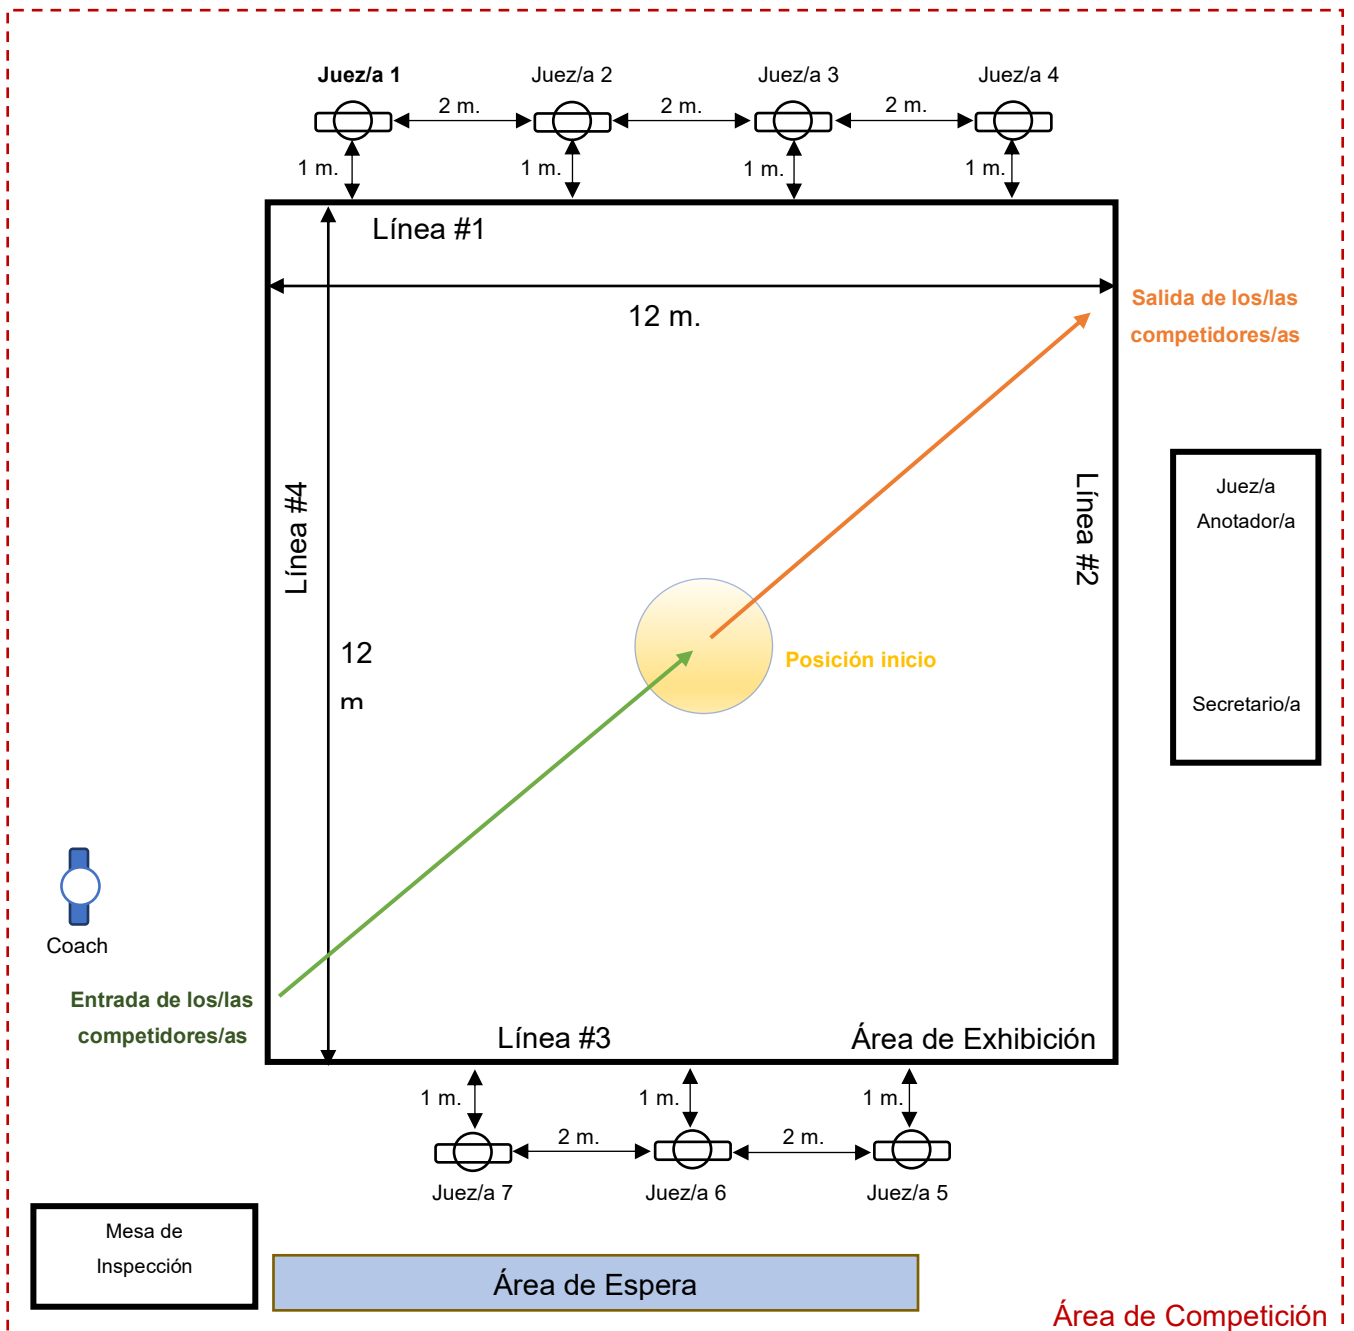 Juez/a 1
Juez/a 2
Juez/a 3
Juez/a 4
2 m.
2 m.
2 m.
1 m.
1 m.
1 m.
1 m.
Línea #1
12 m.
Salida de los/las
competidores/as
Línea #4
Línea #2
Juez/a
Anotador/a
12
m
Posición inicio
Secretario/a
Coach
Entrada de los/las
competidores/as
Línea #3
Área de Exhibición
1 m.
1 m.
1 m.
2 m.
2 m.
Juez/a 7
Juez/a 6
Juez/a 5
Mesa de
Inspección
Área de Espera
Área de Competición